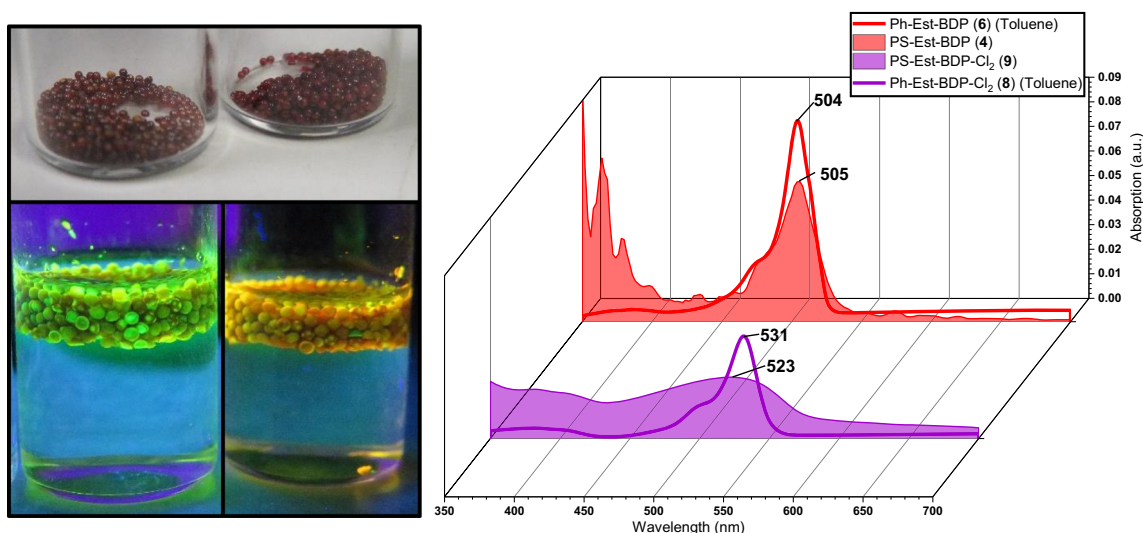 Ph-Est-BDP (6) (Toluene)
PS-Est-BDP (4)
PS-Est-BDP-Cl₂ (9)
Ph-Est-BDP-Cl₂ (8) (Toluene)
504
505
531
523
0.09
0.08
0.07
0.06
0.05
0.04
0.03
0.02
0.01
0.00
Absorption (a.u.)
350 400 450 500 550 600 650 700
Wavelength (nm)